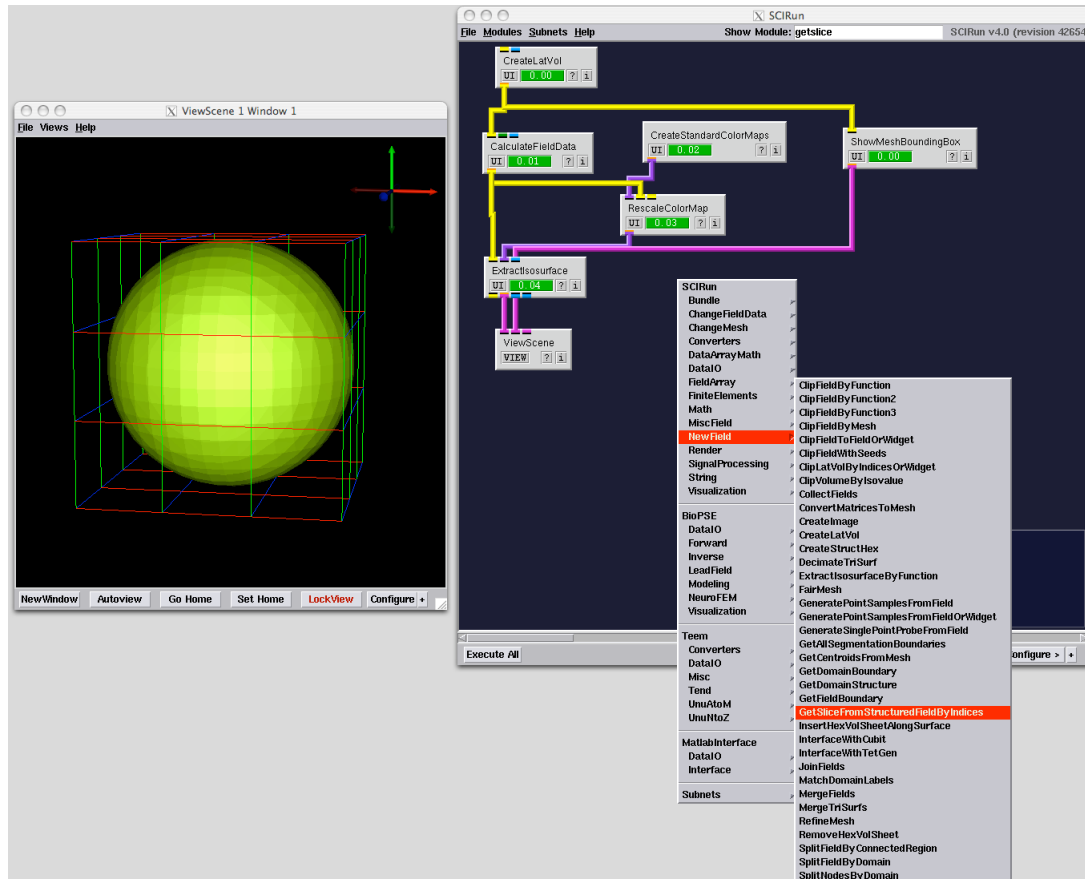 X SCIRun
File Modules Subnets Help
Show Module: getslice
SCIRun v4.0 (revision 42654
CreateLatVol
UI 0.00 ? i
X ViewScene 1 Window 1
File Views Help
CalculateFieldData
UI 0.01 ? i
CreateStandardColorMaps
UI 0.02 ? i
ShowMeshBoundingBox
UI 0.00 ? i
RescaleColorMap
UI 0.03 ? i
ExtractIsosurface
UI 0.04 ? i
ViewScene
VIEW ? i
NewWindow Autoview Go Home Set Home LockView Configure +
SCIRun
Bundle
ChangeFieldData
ChangeMesh
Converters
DataArrayMath
DataIO
FieldArray
FiniteElements
Math
MiscField
NewField
Render
SignalProcessing
String
Visualization
BioPSE
DataIO
Forward
Inverse
LeadField
Modeling
NeuroFEM
Visualization
Teem
Converters
DataIO
Misc
Tend
UnuAtoM
UnuNtoZ
MatlabInterface
DataIO
Interface
Subnets
ClipFieldByFunction
ClipFieldByFunction2
ClipFieldByFunction3
ClipFieldByMesh
ClipFieldToFieldOrWidget
ClipFieldWithSeeds
ClipLatVolByIndicesOrWidget
ClipVolumeByIsovalue
CollectFields
ConvertMatricesToMesh
CreateImage
CreateLatVol
CreateStructHex
DecimateTriSurf
ExtractIsosurfaceByFunction
FairMesh
GeneratePointSamplesFromField
GeneratePointSamplesFromFieldOrWidget
GenerateSinglePointProbeFromField
GetAllSegmentationBoundaries
GetCentroidsFromMesh
GetDomainBoundary
GetDomainStructure
GetFieldBoundary
GetSliceFromStructuredFieldByIndices
InsertHexVolSheetAlongSurface
InterfaceWithCubit
InterfaceWithTetGen
JoinFields
MatchDomainLabels
MergeFields
MergeTriSurfs
RefineMesh
RemoveHexVolSheet
SplitFieldByConnectedRegion
SplitFieldByDomain
SplitNodesByDomain
Execute All
onfigure > +